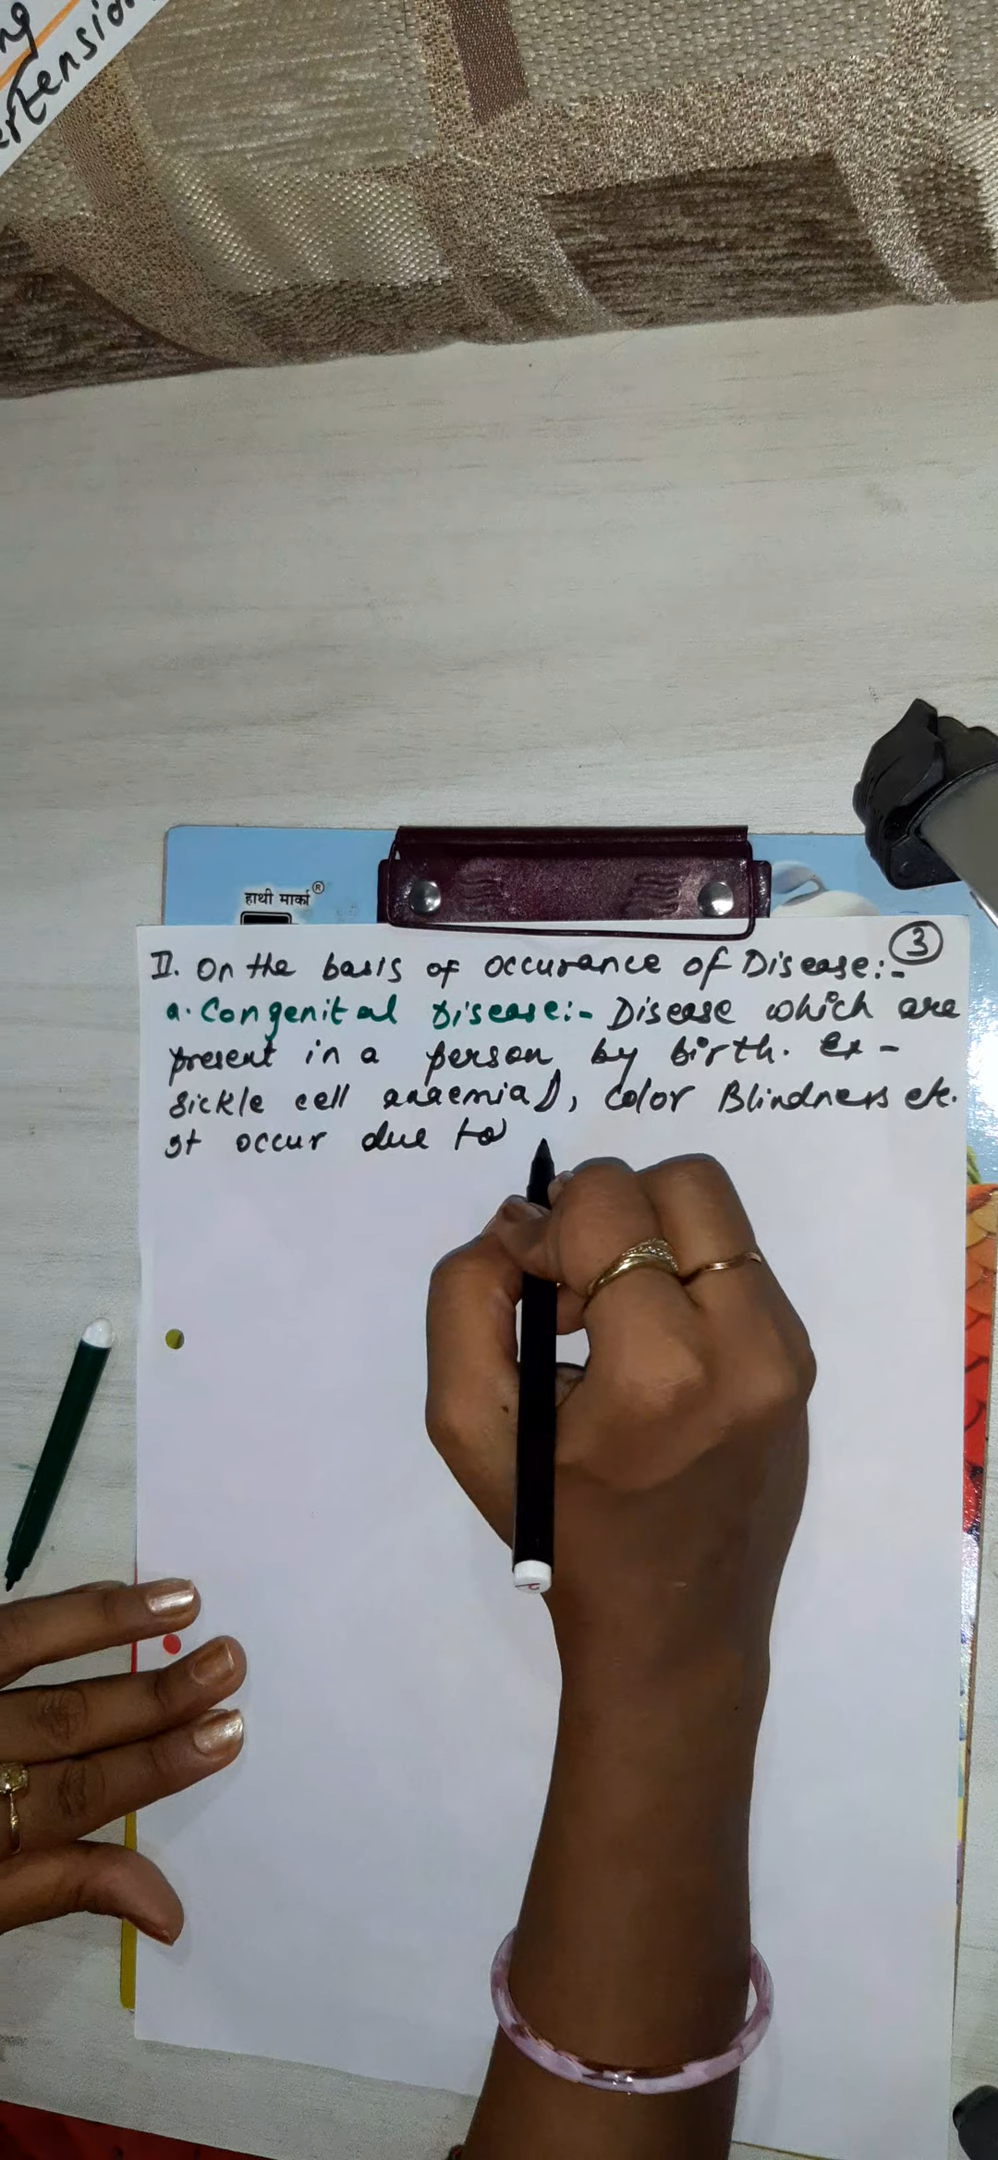 ng
ertension
हाथी मार्का ®
3
II. On the basis of occurance of Disease:-
a. Congenital Disease:- Disease which are
present in a person by birth. Ex -
Sickle cell anaemia, Color Blindness etc.
It occur due to